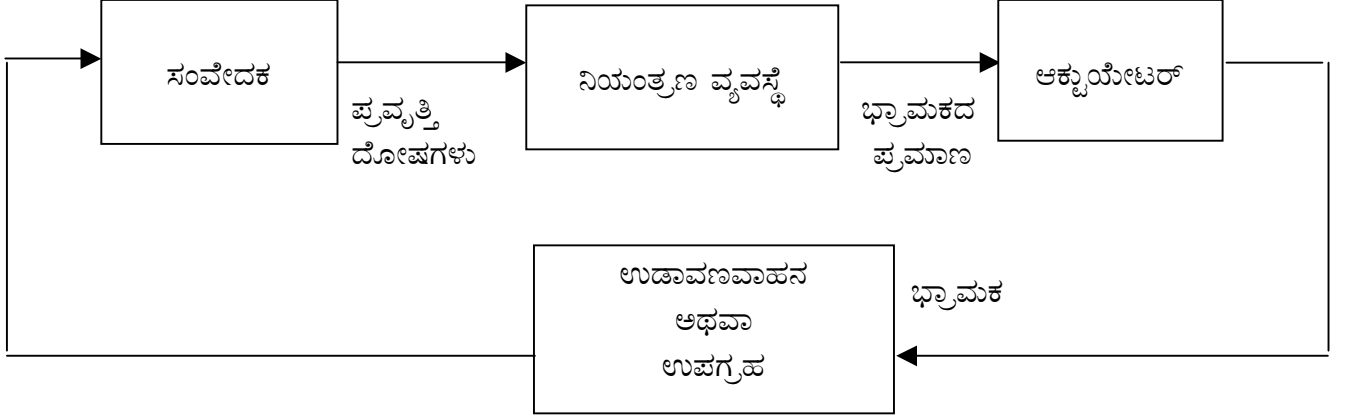 ಸಂವೇದಕ
ಪ್ರವೃತ್ತಿ
ದೋಷಗಳು
ನಿಯಂತ್ರಣ ವ್ಯವಸ್ಥೆ
ಭ್ರಾಮಕದ
ಪ್ರಮಾಣ
ಆಕ್ಟುಯೇಟರ್
ಉಡಾವಣವಾಹನ
ಅಥವಾ
ಉಪಗ್ರಹ
ಭ್ರಾಮಕ